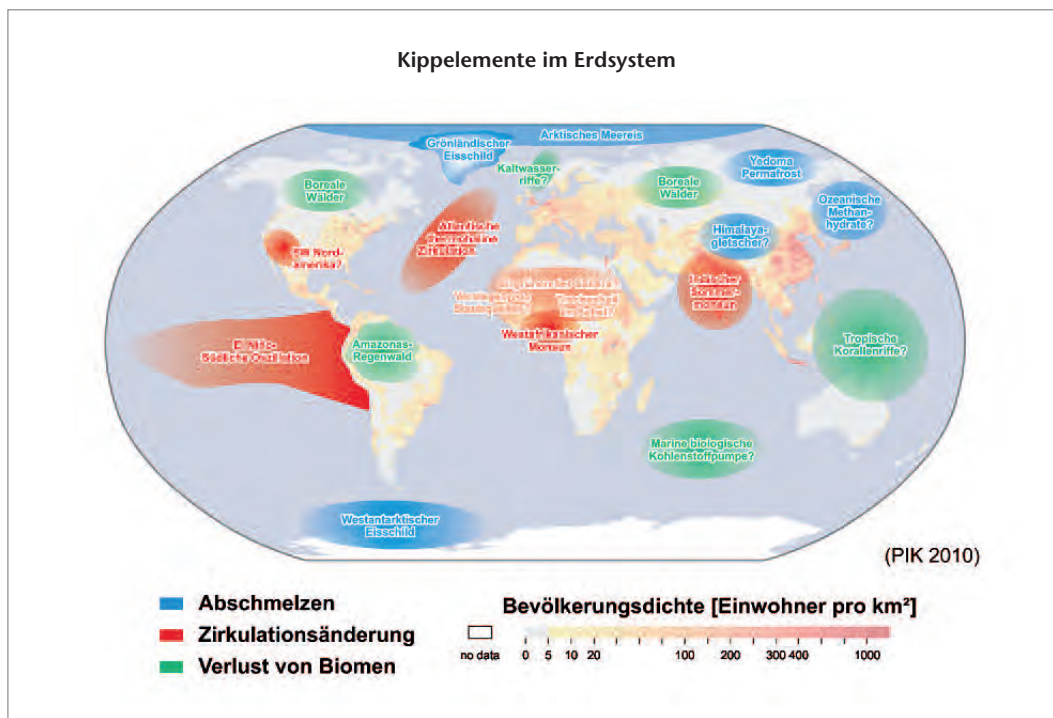 Kippelemente im Erdsystem
Arktisches Meereis
Grönländischer
Eisschild
Kaltwasser-
riffe?
Yedoma
Permafrost
Boreale
Wälder
Boreale
Wälder
Ozeanische
Methan-
hydrate?
Atlantische
thermohaline
Zirkulation
Himalaya-
gletscher?
SW Nord-
amerika?
Indischer
Sommer-
monsun
Westafrikanischer
Monsun
El Niño-
Südliche Oszillation
Amazonas-
Regenwald
Tropische
Korallenriffe?
Marine biologische
Kohlenstoffpumpe?
Westantarktischer
Eisschild
(PIK 2010)
Abschmelzen
Zirkulationsänderung
Verlust von Biomen
Bevölkerungsdichte [Einwohner pro km²]
no data
0 5 10 20 100 200 300 400 1000